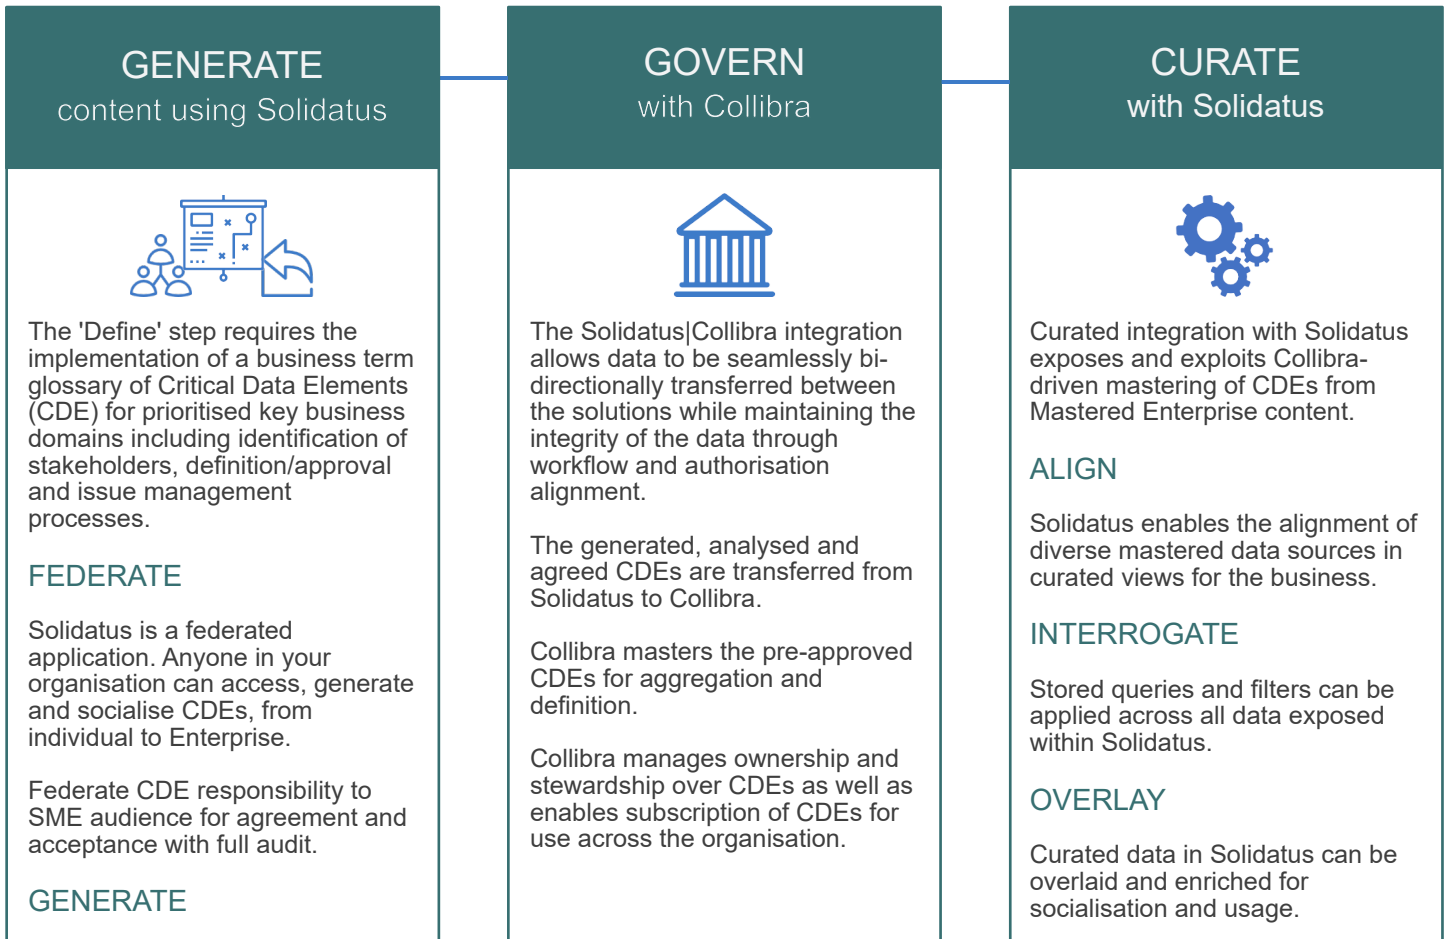 GENERATE
content using Solidatus
The 'Define' step requires the
implementation of a business term
glossary of Critical Data Elements
(CDE) for prioritised key business
domains including identification of
stakeholders, definition/approval
and issue management
processes.
FEDERATE
Solidatus is a federated
application. Anyone in your
organisation can access, generate
and socialise CDEs, from
individual to Enterprise.
Federate CDE responsibility to
SME audience for agreement and
acceptance with full audit.
GENERATE
GOVERN
with Collibra
The Solidatus|Collibra integration
allows data to be seamlessly bi-
directionally transferred between
the solutions while maintaining the
integrity of the data through
workflow and authorisation
alignment.
The generated, analysed and
agreed CDEs are transferred from
Solidatus to Collibra.
Collibra masters the pre-approved
CDEs for aggregation and
definition.
Collibra manages ownership and
stewardship over CDEs as well as
enables subscription of CDEs for
use across the organisation.
CURATE
with Solidatus
Curated integration with Solidatus
exposes and exploits Collibra-
driven mastering of CDEs from
Mastered Enterprise content.
ALIGN
Solidatus enables the alignment of
diverse mastered data sources in
curated views for the business.
INTERROGATE
Stored queries and filters can be
applied across all data exposed
within Solidatus.
OVERLAY
Curated data in Solidatus can be
overlaid and enriched for
socialisation and usage.